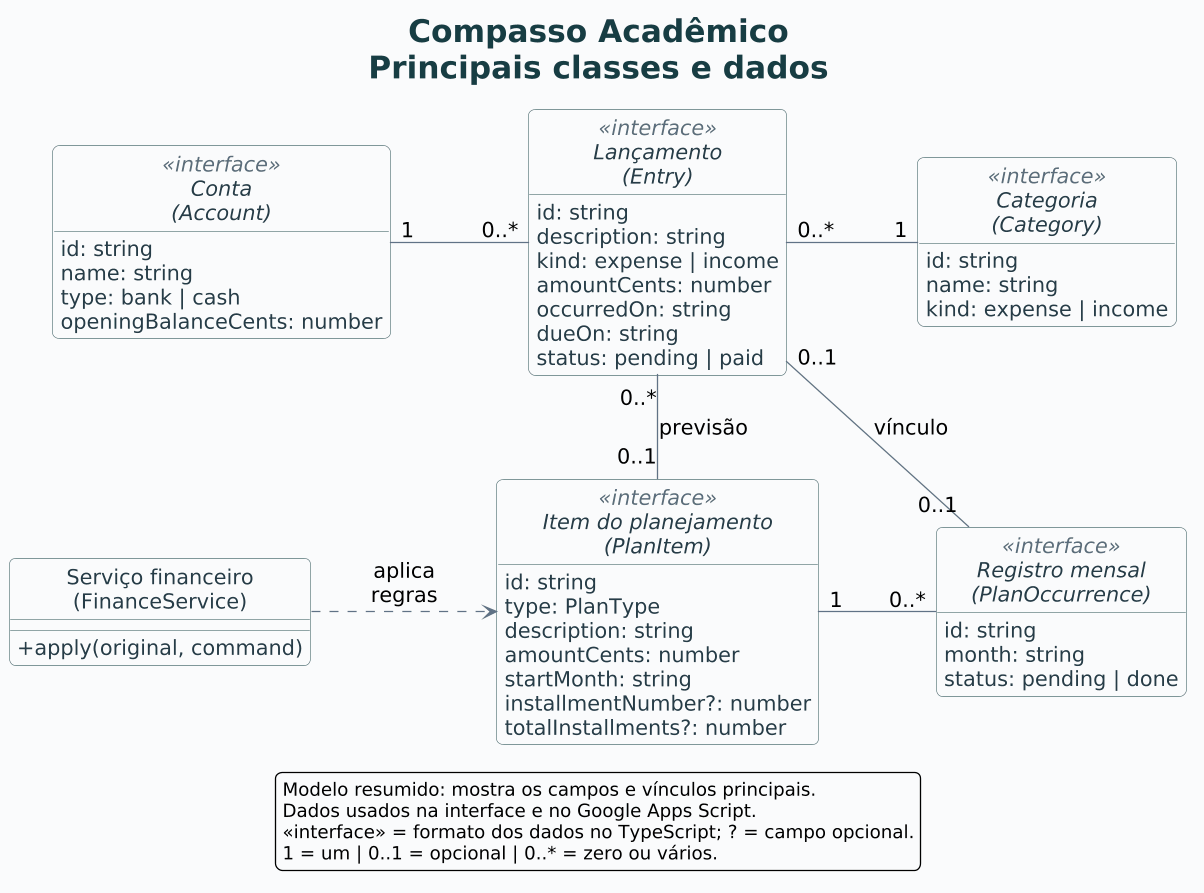 Compasso Acadêmico
Principais classes e dados
«interface»
Conta
(Account)
id: string
name: string
type: bank | cash
openingBalanceCents: number
1
0..*
«interface»
Lançamento
(Entry)
id: string
description: string
kind: expense | income
amountCents: number
occurredOn: string
dueOn: string
status: pending | paid
0..*
1
«interface»
Categoria
(Category)
id: string
name: string
kind: expense | income
0..*
previsão
0..1
0..1
vínculo
0..1
Serviço financeiro
(FinanceService)
+apply(original, command)
aplica
regras
«interface»
Item do planejamento
(PlanItem)
id: string
type: PlanType
description: string
amountCents: number
startMonth: string
installmentNumber?: number
totalInstallments?: number
1
0..*
«interface»
Registro mensal
(PlanOccurrence)
id: string
month: string
status: pending | done
Modelo resumido: mostra os campos e vínculos principais.
Dados usados na interface e no Google Apps Script.
«interface» = formato dos dados no TypeScript; ? = campo opcional.
1 = um | 0..1 = opcional | 0..* = zero ou vários.